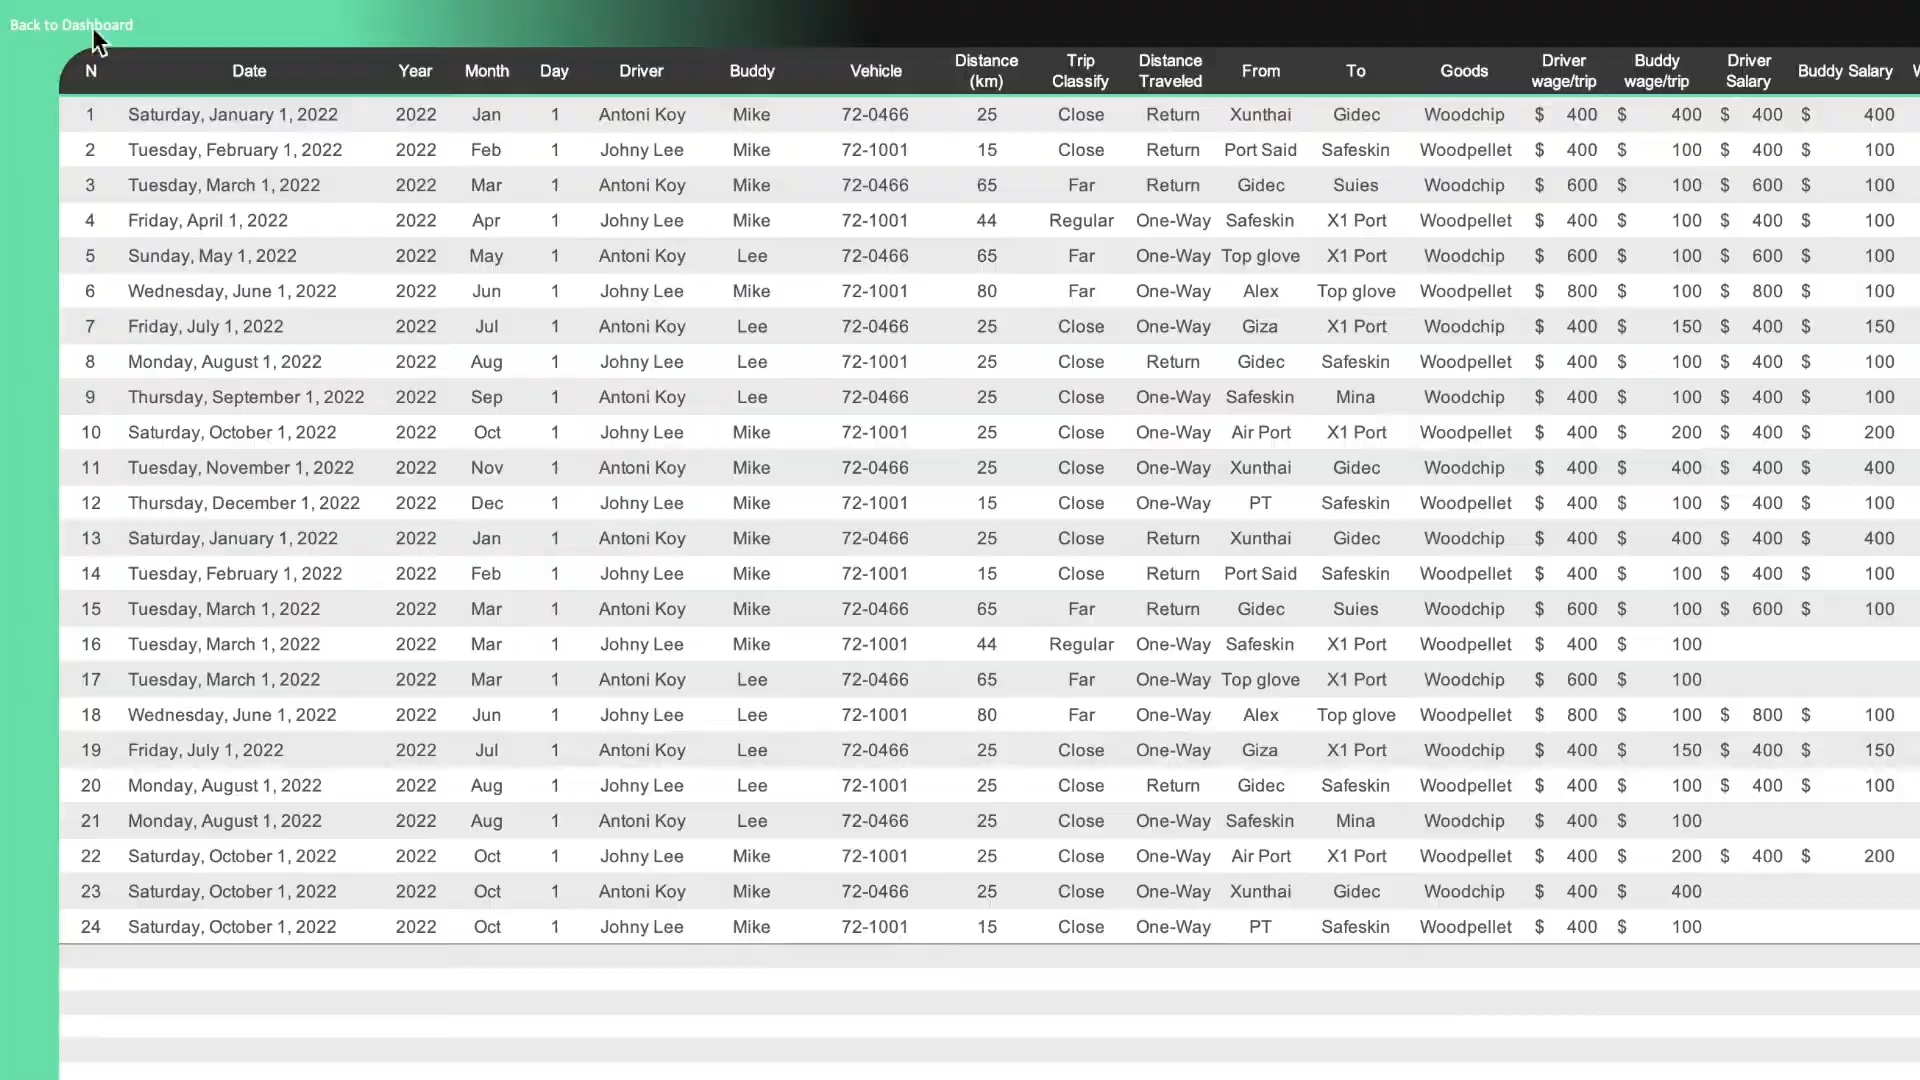 Back to Dashboard
N Date Year Month Day Driver Buddy Vehicle Distance (km) Trip Classify Distance Traveled From To Goods Driver wage/trip Buddy wage/trip Driver Salary Buddy Salary
1 Saturday, January 1, 2022 2022 Jan 1 Antoni Koy Mike 72-0466 25 Close Return Xunthai Gidec Woodchip $ 400 $ 400 $ 400 $ 400
2 Tuesday, February 1, 2022 2022 Feb 1 Johny Lee Mike 72-1001 15 Close Return Port Said Safeskin Woodpellet $ 400 $ 100 $ 400 $ 100
3 Tuesday, March 1, 2022 2022 Mar 1 Antoni Koy Mike 72-0466 65 Far Return Gidec Suies Woodchip $ 600 $ 100 $ 600 $ 100
4 Friday, April 1, 2022 2022 Apr 1 Johny Lee Mike 72-1001 44 Regular One-Way Safeskin X1 Port Woodpellet $ 400 $ 100 $ 400 $ 100
5 Sunday, May 1, 2022 2022 May 1 Antoni Koy Lee 72-0466 65 Far One-Way Top glove X1 Port Woodchip $ 600 $ 100 $ 600 $ 100
6 Wednesday, June 1, 2022 2022 Jun 1 Johny Lee Mike 72-1001 80 Far One-Way Alex Top glove Woodpellet $ 800 $ 100 $ 800 $ 100
7 Friday, July 1, 2022 2022 Jul 1 Antoni Koy Lee 72-0466 25 Close One-Way Giza X1 Port Woodchip $ 400 $ 150 $ 400 $ 150
8 Monday, August 1, 2022 2022 Aug 1 Johny Lee Lee 72-1001 25 Close Return Gidec Safeskin Woodpellet $ 400 $ 100 $ 400 $ 100
9 Thursday, September 1, 2022 2022 Sep 1 Antoni Koy Lee 72-0466 25 Close One-Way Safeskin Mina Woodchip $ 400 $ 100 $ 400 $ 100
10 Saturday, October 1, 2022 2022 Oct 1 Johny Lee Mike 72-1001 25 Close One-Way Air Port X1 Port Woodpellet $ 400 $ 200 $ 400 $ 200
11 Tuesday, November 1, 2022 2022 Nov 1 Antoni Koy Mike 72-0466 25 Close One-Way Xunthai Gidec Woodchip $ 400 $ 400 $ 400 $ 400
12 Thursday, December 1, 2022 2022 Dec 1 Johny Lee Mike 72-1001 15 Close One-Way PT Safeskin Woodpellet $ 400 $ 100 $ 400 $ 100
13 Saturday, January 1, 2022 2022 Jan 1 Antoni Koy Mike 72-0466 25 Close Return Xunthai Gidec Woodchip $ 400 $ 400 $ 400 $ 400
14 Tuesday, February 1, 2022 2022 Feb 1 Johny Lee Mike 72-1001 15 Close Return Port Said Safeskin Woodpellet $ 400 $ 100 $ 400 $ 100
15 Tuesday, March 1, 2022 2022 Mar 1 Antoni Koy Mike 72-0466 65 Far Return Gidec Suies Woodchip $ 600 $ 100 $ 600 $ 100
16 Tuesday, March 1, 2022 2022 Mar 1 Johny Lee Mike 72-1001 44 Regular One-Way Safeskin X1 Port Woodpellet $ 400 $ 100
17 Tuesday, March 1, 2022 2022 Mar 1 Antoni Koy Lee 72-0466 65 Far One-Way Top glove X1 Port Woodchip $ 600 $ 100
18 Wednesday, June 1, 2022 2022 Jun 1 Johny Lee Lee 72-1001 80 Far One-Way Alex Top glove Woodpellet $ 800 $ 100 $ 800 $ 100
19 Friday, July 1, 2022 2022 Jul 1 Antoni Koy Lee 72-0466 25 Close One-Way Giza X1 Port Woodchip $ 400 $ 150 $ 400 $ 150
20 Monday, August 1, 2022 2022 Aug 1 Johny Lee Lee 72-1001 25 Close Return Gidec Safeskin Woodpellet $ 400 $ 100 $ 400 $ 100
21 Monday, August 1, 2022 2022 Aug 1 Antoni Koy Lee 72-0466 25 Close One-Way Safeskin Mina Woodchip $ 400 $ 100
22 Saturday, October 1, 2022 2022 Oct 1 Johny Lee Mike 72-1001 25 Close One-Way Air Port X1 Port Woodpellet $ 400 $ 200 $ 400 $ 200
23 Saturday, October 1, 2022 2022 Oct 1 Antoni Koy Mike 72-0466 25 Close One-Way Xunthai Gidec Woodchip $ 400 $ 400
24 Saturday, October 1, 2022 2022 Oct 1 Johny Lee Mike 72-1001 15 Close One-Way PT Safeskin Woodpellet $ 400 $ 100